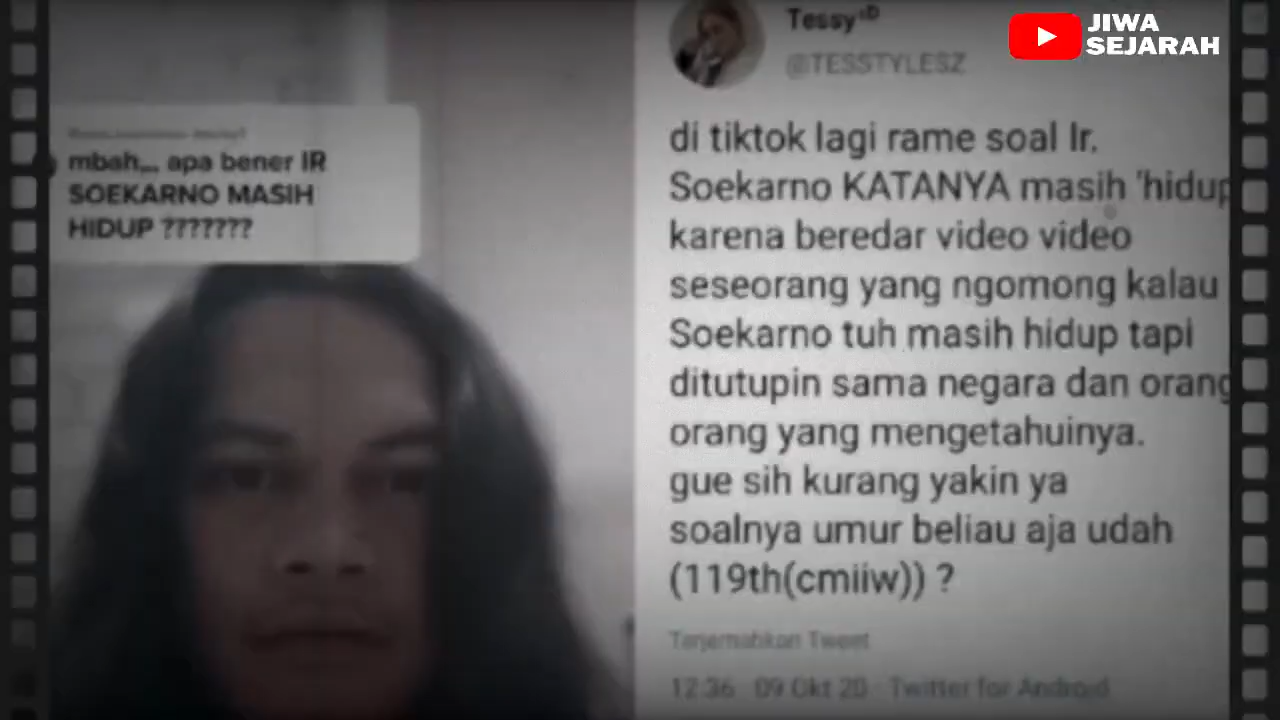 JIWA
SEJARAH
mbah,,, apa bener IR
SOEKARNO MASIH
HIDUP ???????
Tessy
@TESSTYLESZ
di tiktok lagi rame soal Ir.
Soekarno KATANYA masih 'hidup
karena beredar video video
seseorang yang ngomong kalau
Soekarno tuh masih hidup tapi
ditutupin sama negara dan orang
orang yang mengetahuinya.
gue sih kurang yakin ya
soalnya umur beliau aja udah
(119th(cmiiw)) ?
Terjemahkan Tweet
12:36 · 09 Okt 20 · Twitter for Android